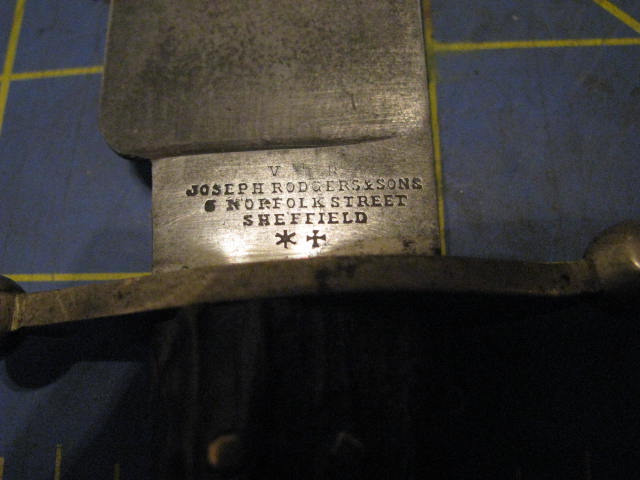 V R
JOSEPH RODGERS & SONS
6 NORFOLK STREET
SHEFFIELD